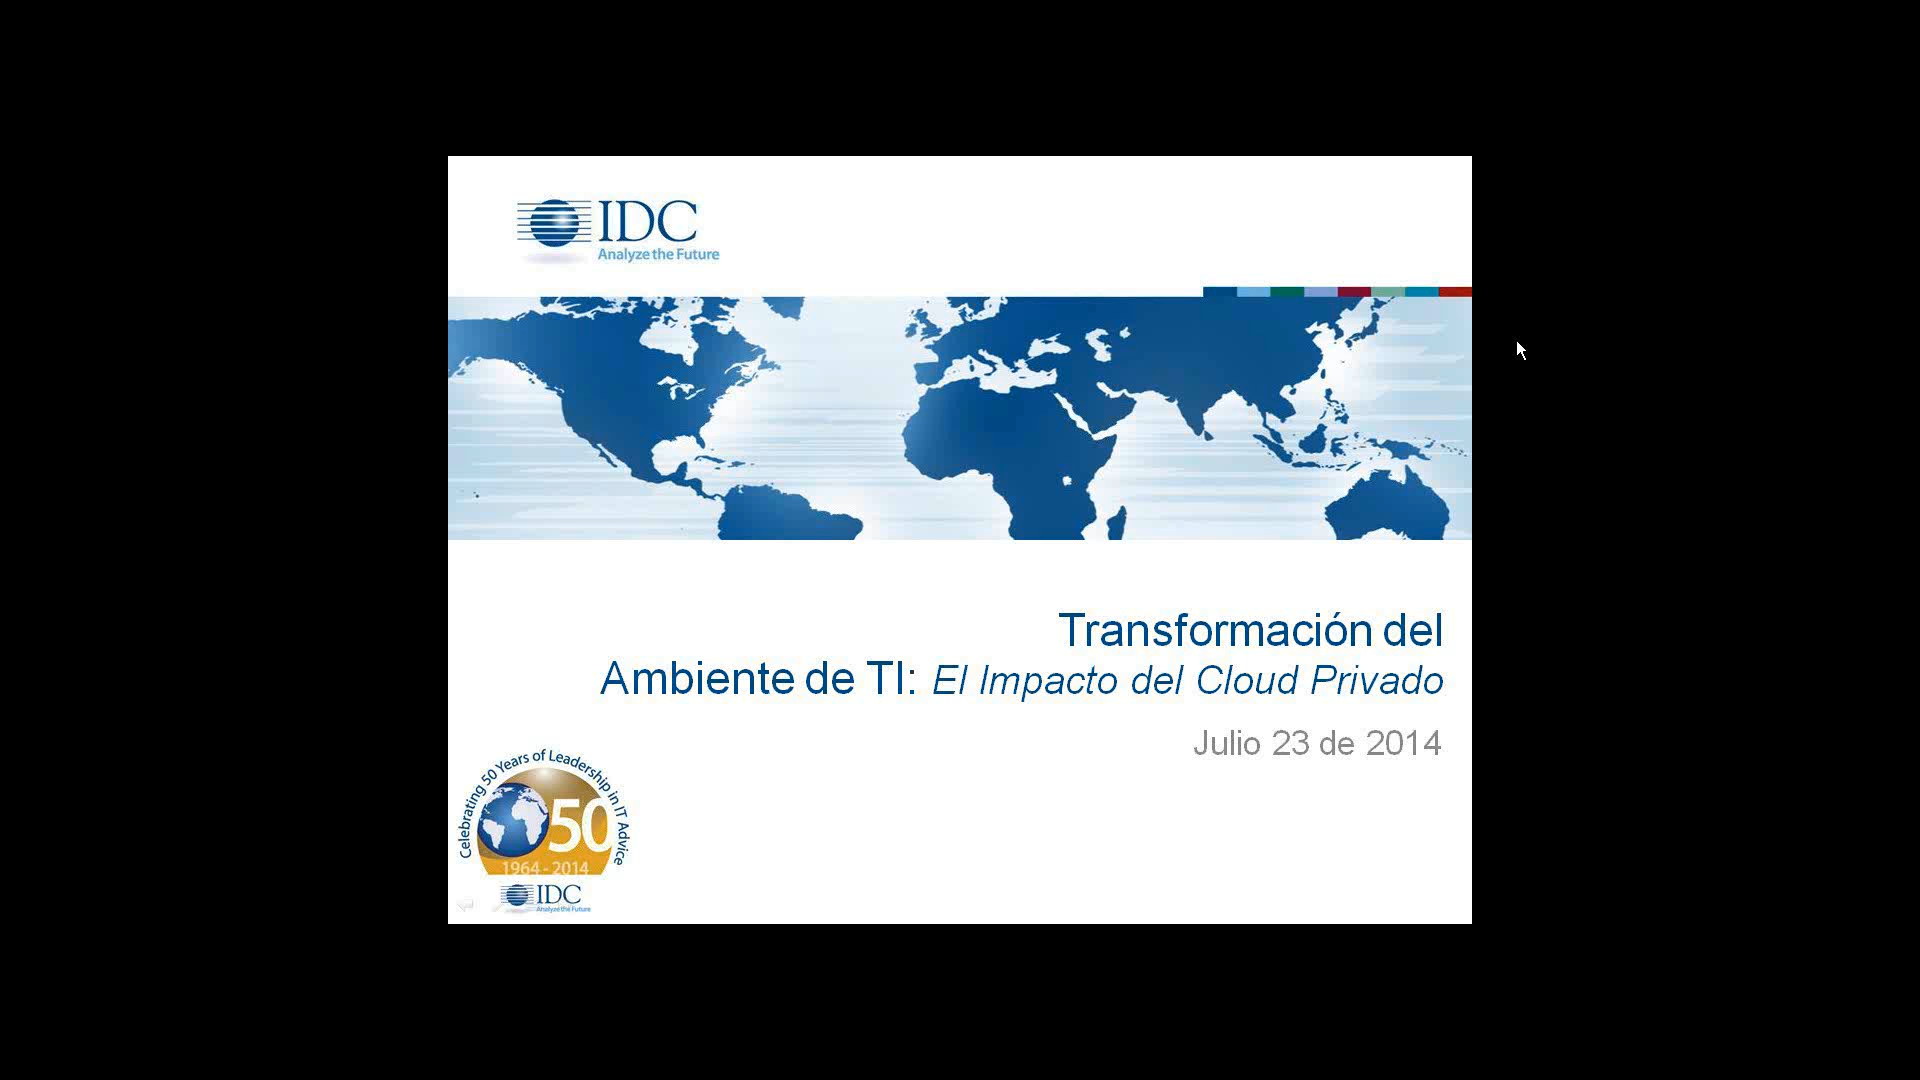 IDC
Analyze the Future
Transformación del
Ambiente de TI: El Impacto del Cloud Privado
Julio 23 de 2014
Celebrating 50 Years of Leadership in IT Advice
50
1964 - 2014
IDC
Analyze the Future